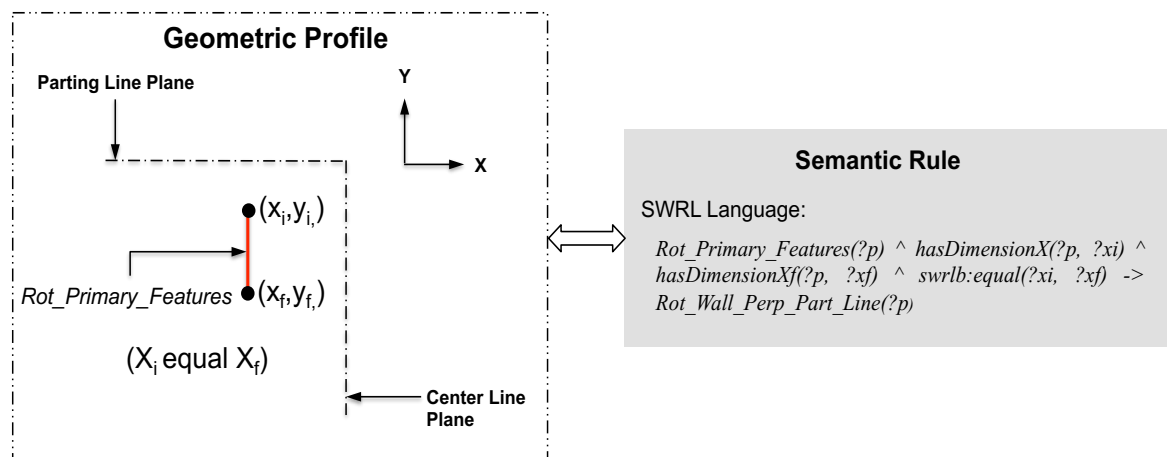 Geometric Profile
Parting Line Plane
Y
X
(xi,yi,)
Rot_Primary_Features
(xf,yf,)
(Xi equal Xf)
Center Line
Plane
Semantic Rule
SWRL Language:
Rot_Primary_Features(?p) ^ hasDimensionX(?p, ?xi) ^
hasDimensionXf(?p, ?xf) ^ swrlb:equal(?xi, ?xf) ->
Rot_Wall_Perp_Part_Line(?p)